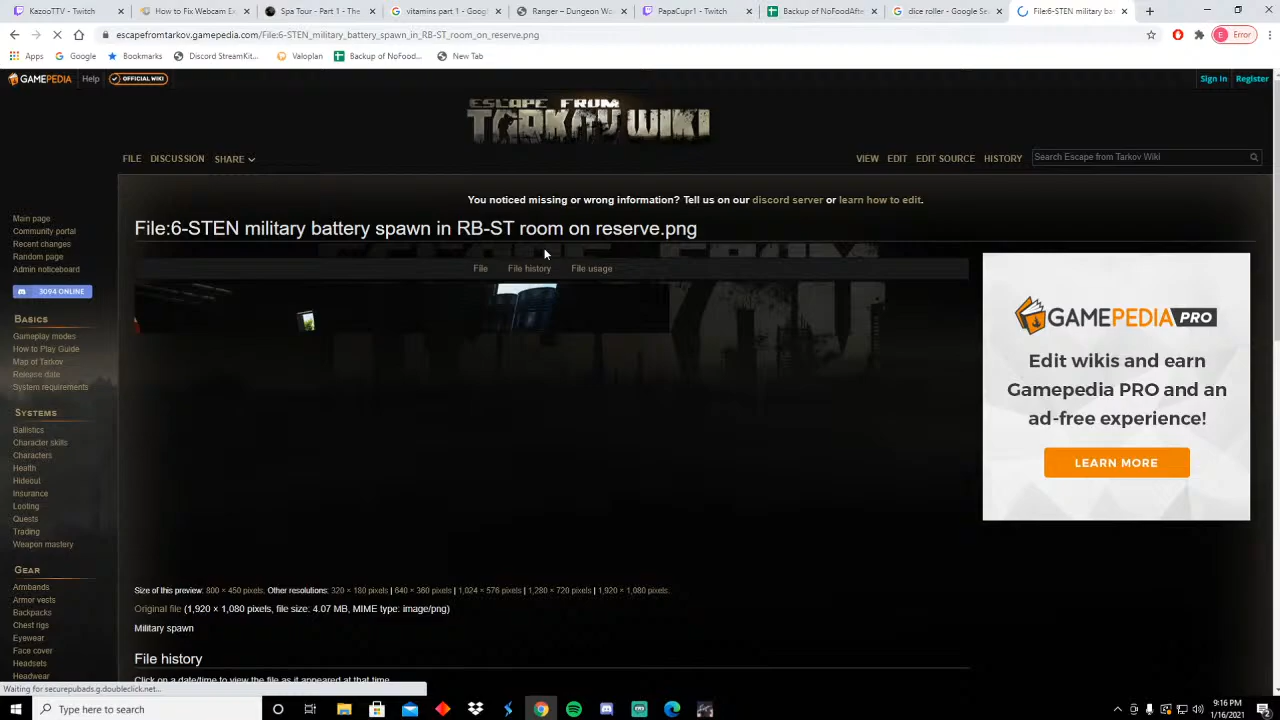 KazooTTV - Twitch
How to Fix Webcam Ex
Spa Tour - Part 1 - The
vitamins part 1 - Goog
Ranger – Dungeon Wo
PapaCup1 - Twitch
Backup of NoFoodAfte
dice roller - Google Se
File:6-STEN military ba
escapefromtarkov.gamepedia.com/File:6-STEN_military_battery_spawn_in_RB-ST_room_on_reserve.png
E Error
Apps
Google
Bookmarks
Discord StreamKit...
Valoplan
Backup of NoFood...
New Tab
GAMEPEDIA
Help
OFFICIAL WIKI
Sign In
Register
ESCAPE FROM
TARKOV WIKI
FILE
DISCUSSION
SHARE
VIEW
EDIT
EDIT SOURCE
HISTORY
Search Escape from Tarkov Wiki
You noticed missing or wrong information? Tell us on our discord server or learn how to edit.
File:6-STEN military battery spawn in RB-ST room on reserve.png
File
File history
File usage
Main page
Community portal
Recent changes
Random page
Admin noticeboard
3094 ONLINE
BASICS
Gameplay modes
How to Play Guide
Map of Tarkov
Release date
System requirements
SYSTEMS
Ballistics
Character skills
Characters
Health
Hideout
Insurance
Looting
Quests
Trading
Weapon mastery
GEAR
Armbands
Armor vests
Backpacks
Chest rigs
Eyewear
Face cover
Headsets
Headwear
GAMEPEDIA PRO
Edit wikis and earn
Gamepedia PRO and an
ad-free experience!
LEARN MORE
Size of this preview: 800 × 450 pixels. Other resolutions: 320 × 180 pixels | 640 × 360 pixels | 1,024 × 576 pixels | 1,280 × 720 pixels | 1,920 × 1,080 pixels.
Original file (1,920 × 1,080 pixels, file size: 4.07 MB, MIME type: image/png)
Military spawn
File history
Click on a date/time to view the file as it appeared at that time.
Waiting for securepubads.g.doubleclick.net...
Type here to search
9:16 PM
1/16/2021